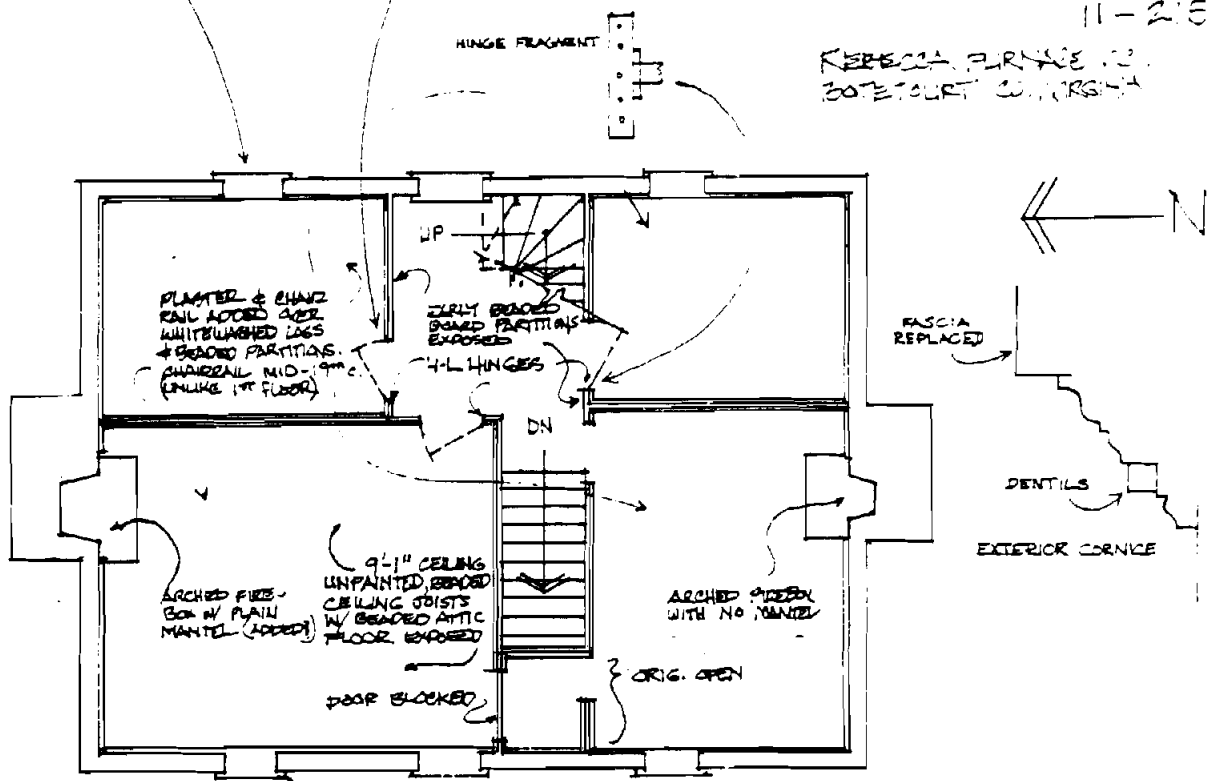 11-215
HINGE FRAGMENT
REBECCA FURNACE
BOTETOURT CO., VIRGINIA
N
UP
PLASTER & CHAIR
RAIL ADDED OVER
WHITEWASHED LOGS
& BEADED PARTITIONS.
CHAIRRAIL MID-19TH C.
(UNLIKE 1ST FLOOR)
EARLY BEADED
BOARD PARTITIONS
EXPOSED
H-L HINGES
DN
FASCIA
REPLACED
DENTILS
EXTERIOR CORNICE
ARCHED FIRE-
BOX W/ PLAIN
MANTEL (ADDED)
9'-1" CEILING
UNPAINTED, BEADED
CEILING JOISTS
W/ BEADED ATTIC
FLOOR EXPOSED
ARCHED FIREBOX
WITH NO MANTEL
DOOR BLOCKED
ORIG. OPEN